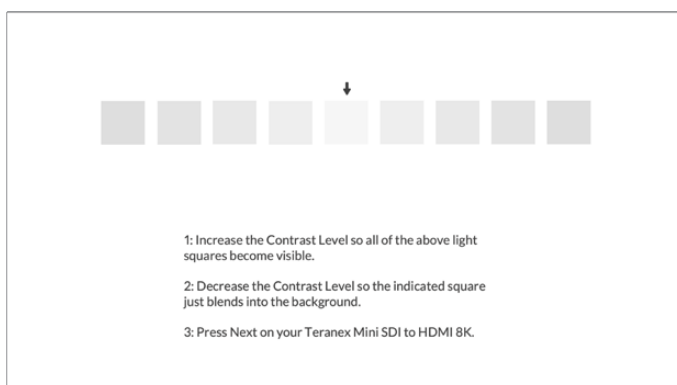 1: Increase the Contrast Level so all of the above light
squares become visible.
2: Decrease the Contrast Level so the indicated square
just blends into the background.
3: Press Next on your Teranex Mini SDI to HDMI 8K.